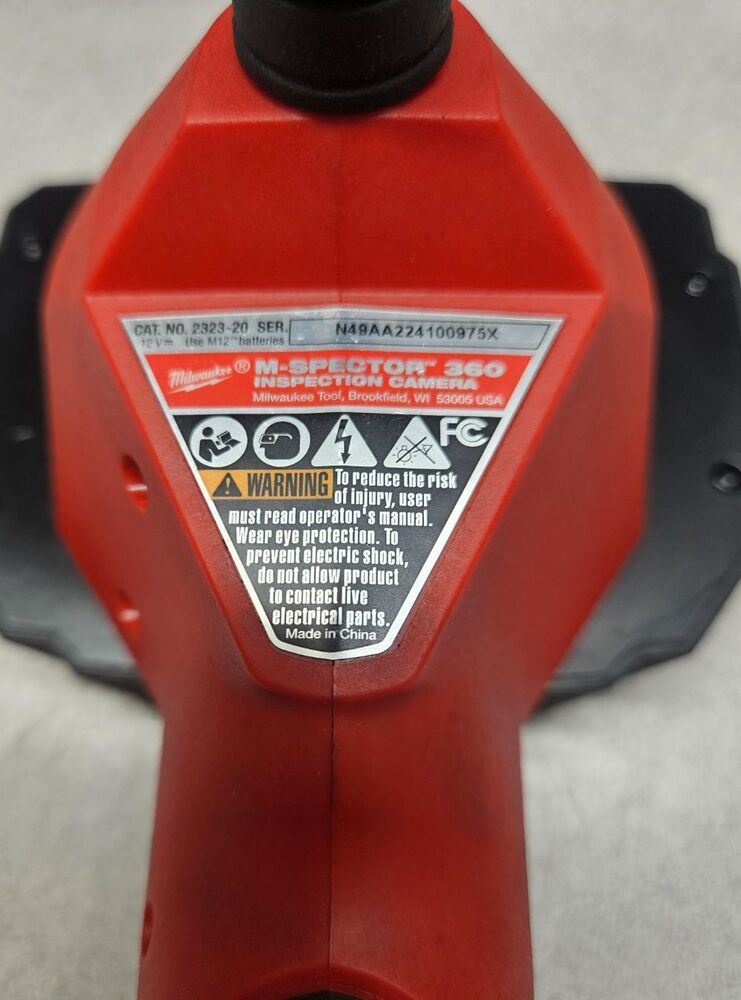 CAT. NO. 2323-20 SER. N49AA224100975X
12 V⎓ Use M12™ batteries
Milwaukee ® M-SPECTOR™ 360
INSPECTION CAMERA
Milwaukee Tool, Brookfield, WI 53005 USA
FC
WARNING To reduce the risk
of injury, user
must read operator's manual.
Wear eye protection. To
prevent electric shock,
do not allow product
to contact live
electrical parts.
Made in China